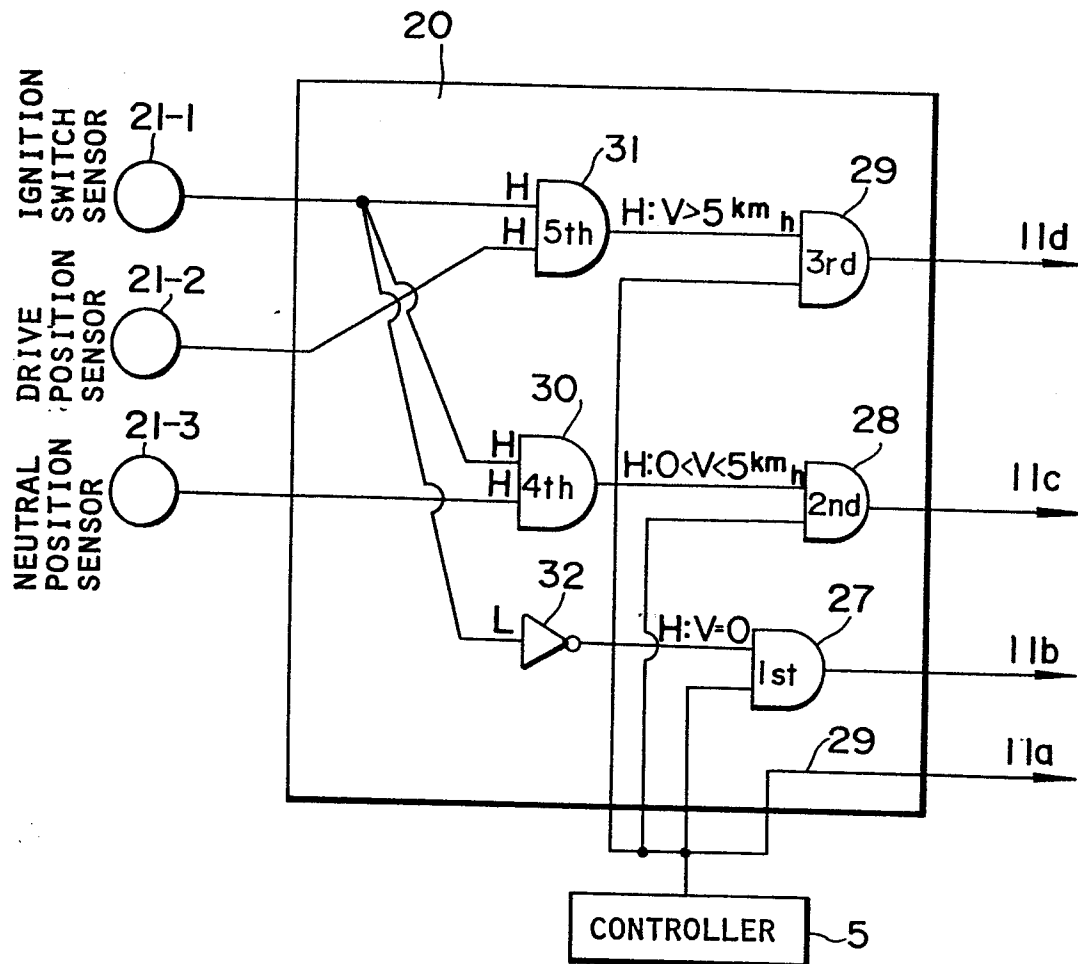 20
IGNITION
SWITCH
SENSOR
21-1
31
29
H
H
5th
H:V>5 km h
3rd
11d
DRIVE
POSITION
SENSOR
21-2
30
28
NEUTRAL
POSITION
SENSOR
21-3
H
H
4th
H:0<V<5 km h
2nd
11c
32
27
L
H:V=0
1st
11b
29
11a
CONTROLLER
5